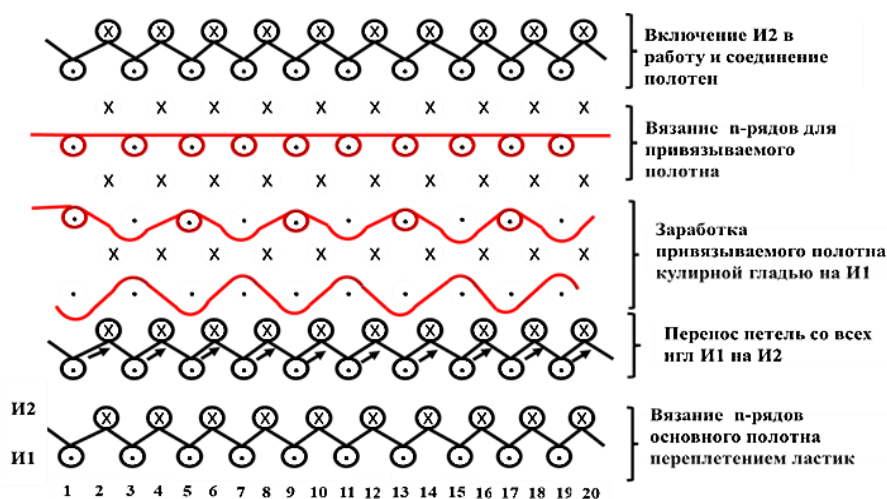 Включение И2 в
работу и соединение
полотен
Вязание n-рядов для
привязываемого
полотна
Заработка
привязываемого полотна
кулирной гладью на И1
Перенос петель со всех
игл И1 на И2
И2
И1
Вязание n-рядов
основного полотна
переплетением ластик
1 2 3 4 5 6 7 8 9 10 11 12 13 14 15 16 17 18 19 20